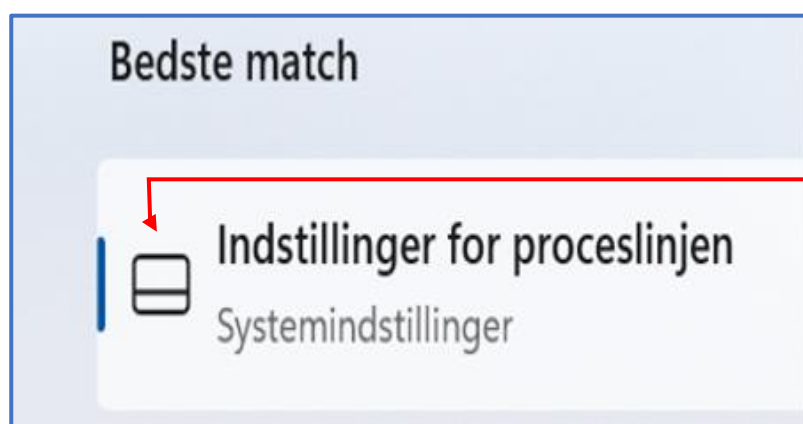 Bedste match
Indstillinger for proceslinjen
Systemindstillinger